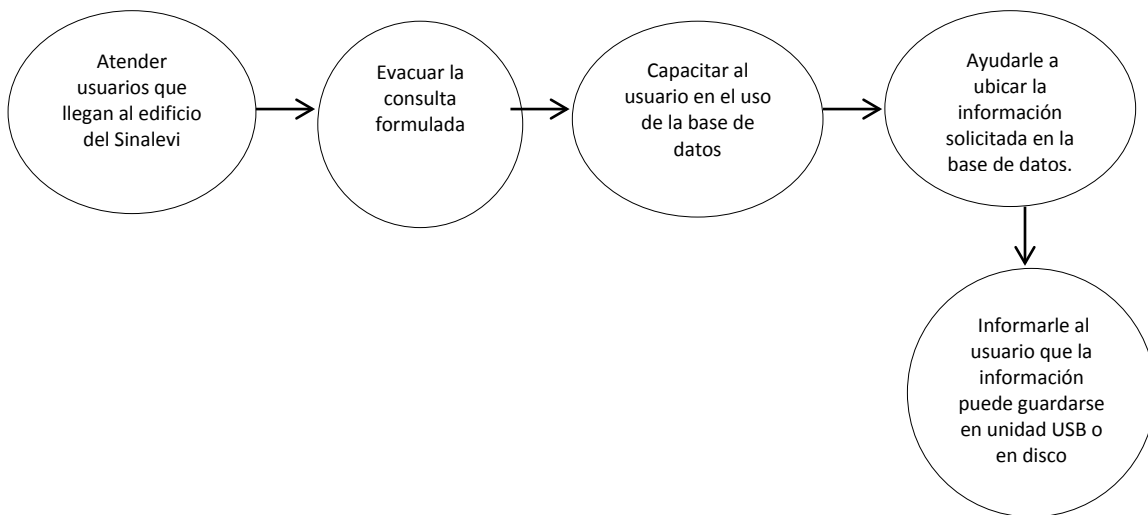 Atender
usuarios que
llegan al edificio
del Sinalevi
Evacuar la
consulta
formulada
Capacitar al
usuario en el uso
de la base de
datos
Ayudarle a
ubicar la
información
solicitada en la
base de datos.
Informarle al
usuario que la
información
puede guardarse
en unidad USB o
en disco